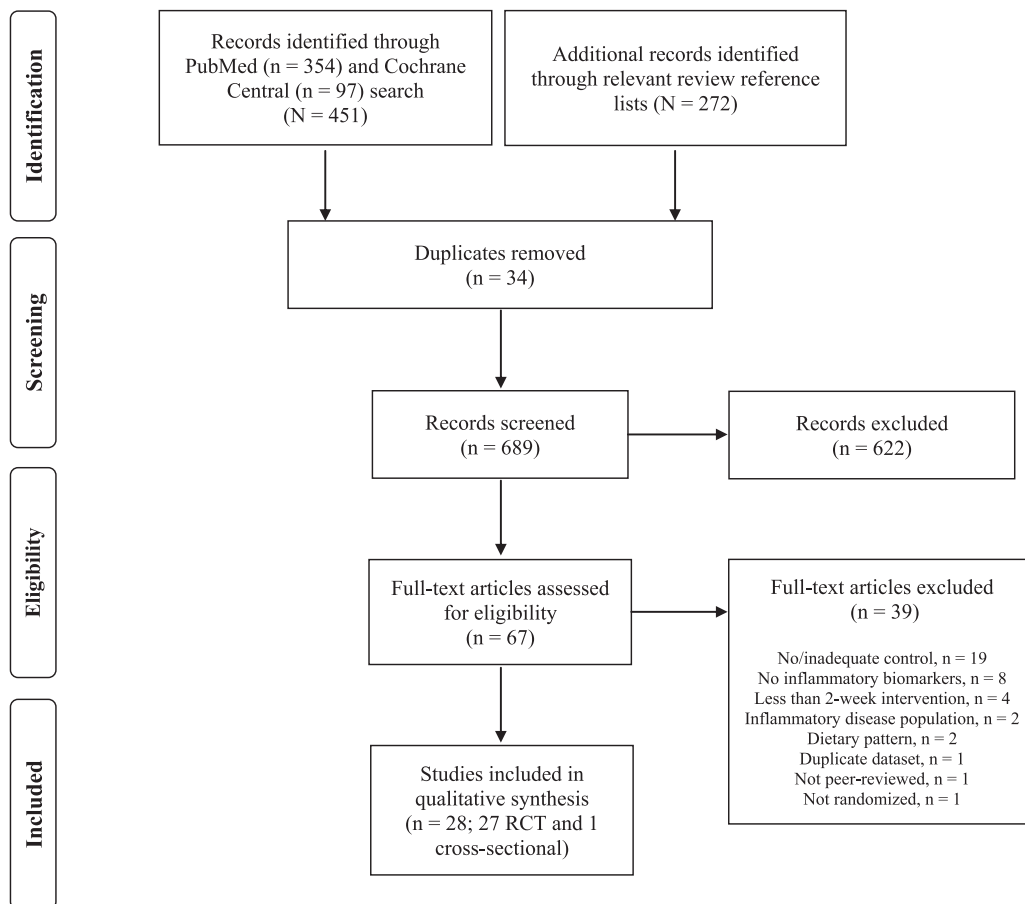 Identification
Records identified through
PubMed (n = 354) and Cochrane
Central (n = 97) search
(N = 451)
Additional records identified
through relevant review reference
lists (N = 272)
Screening
Duplicates removed
(n = 34)
Records screened
(n = 689)
Records excluded
(n = 622)
Eligibility
Full-text articles assessed
for eligibility
(n = 67)
Full-text articles excluded
(n = 39)
No/inadequate control, n = 19
No inflammatory biomarkers, n = 8
Less than 2-week intervention, n = 4
Inflammatory disease population, n = 2
Dietary pattern, n = 2
Duplicate dataset, n = 1
Not peer-reviewed, n = 1
Not randomized, n = 1
Included
Studies included in
qualitative synthesis
(n = 28; 27 RCT and 1
cross-sectional)